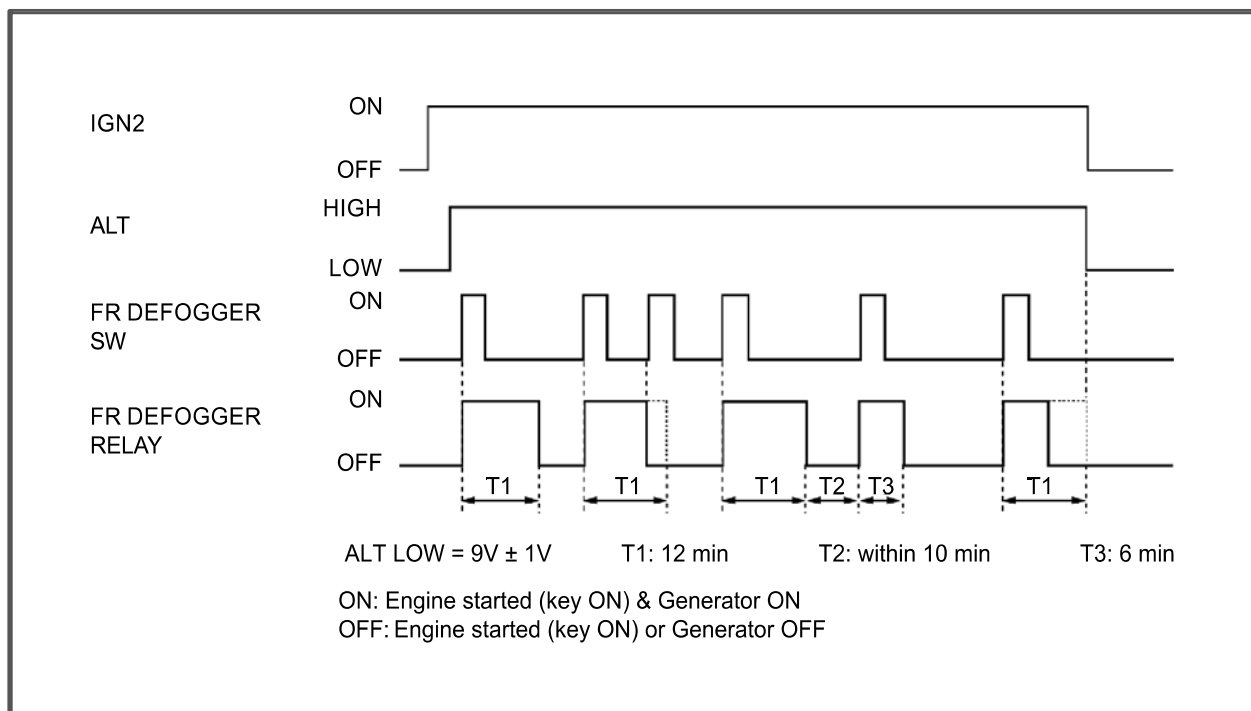 IGN2
ON
OFF
ALT
HIGH
LOW
FR DEFOGGER
SW
ON
OFF
FR DEFOGGER
RELAY
ON
OFF
T1 T1 T1 T2 T3 T1
ALT LOW = 9V ± 1V T1: 12 min T2: within 10 min T3: 6 min
ON: Engine started (key ON) & Generator ON
OFF: Engine started (key ON) or Generator OFF